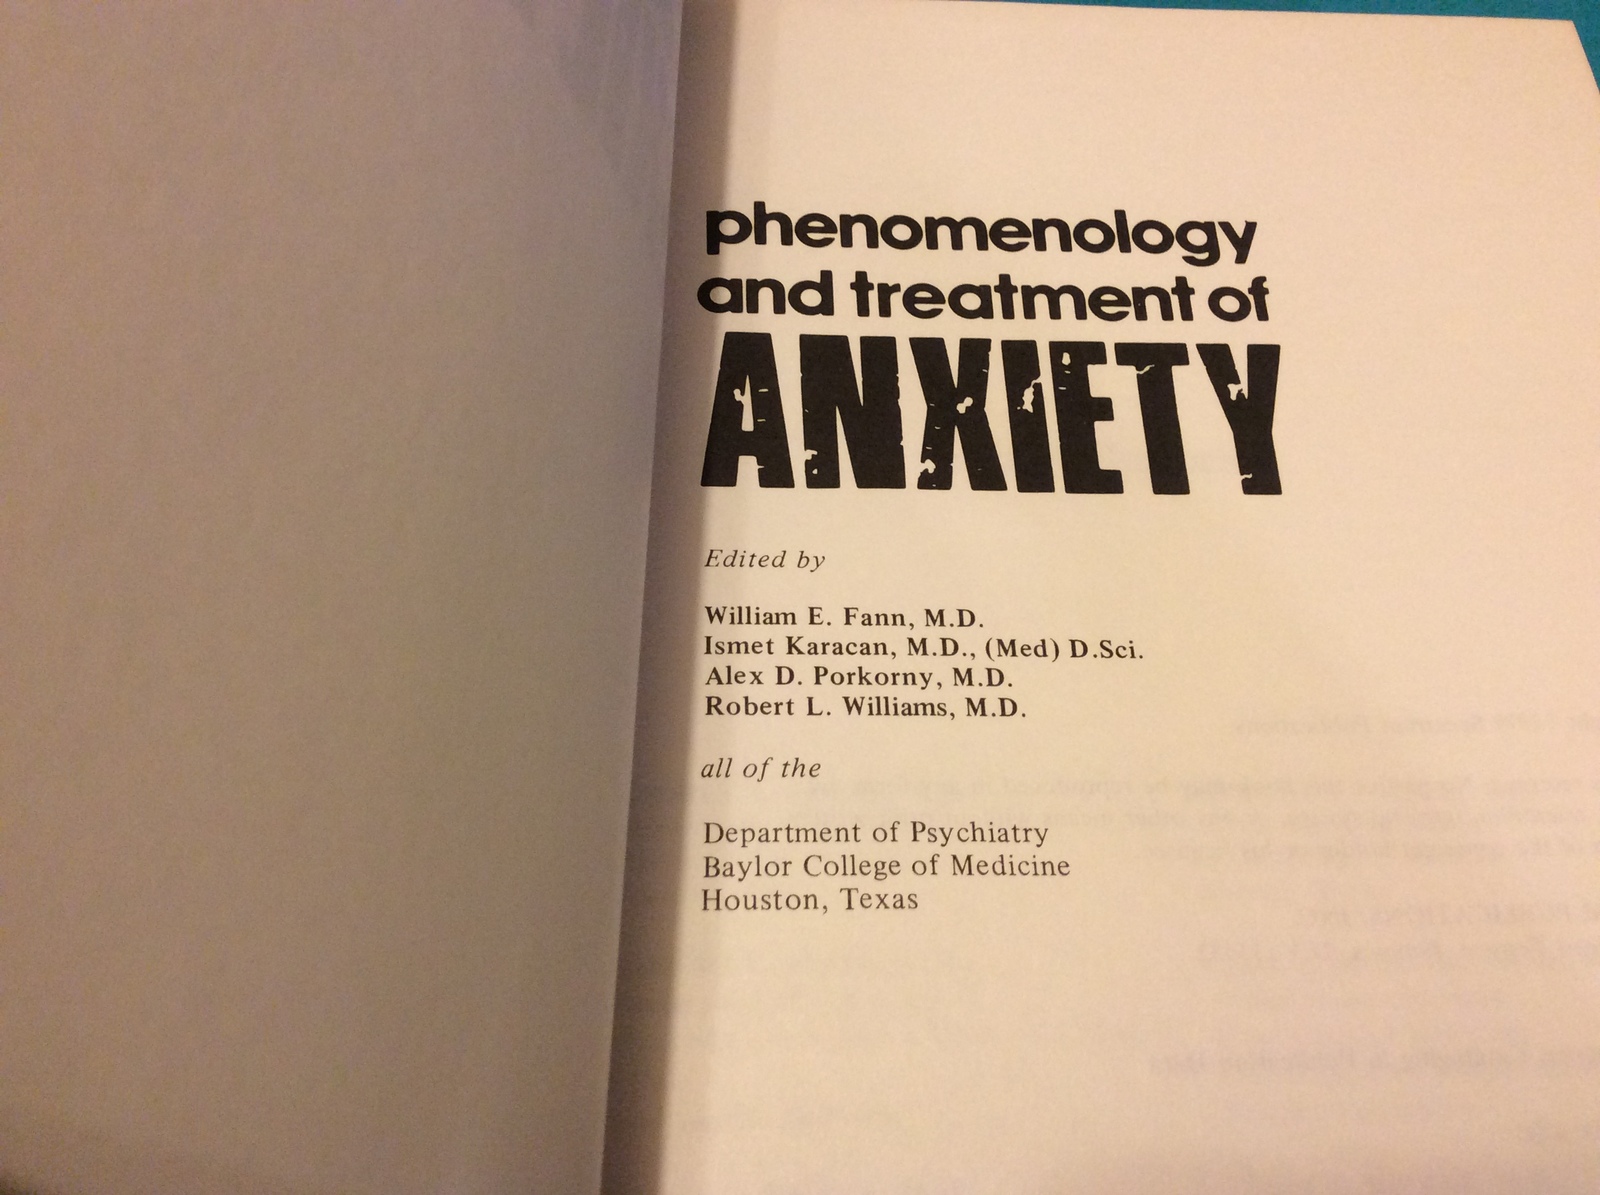 phenomenology
and treatment of
ANXIETY
Edited by
William E. Fann, M.D.
Ismet Karacan, M.D., (Med) D.Sci.
Alex D. Porkorny, M.D.
Robert L. Williams, M.D.
all of the
Department of Psychiatry
Baylor College of Medicine
Houston, Texas